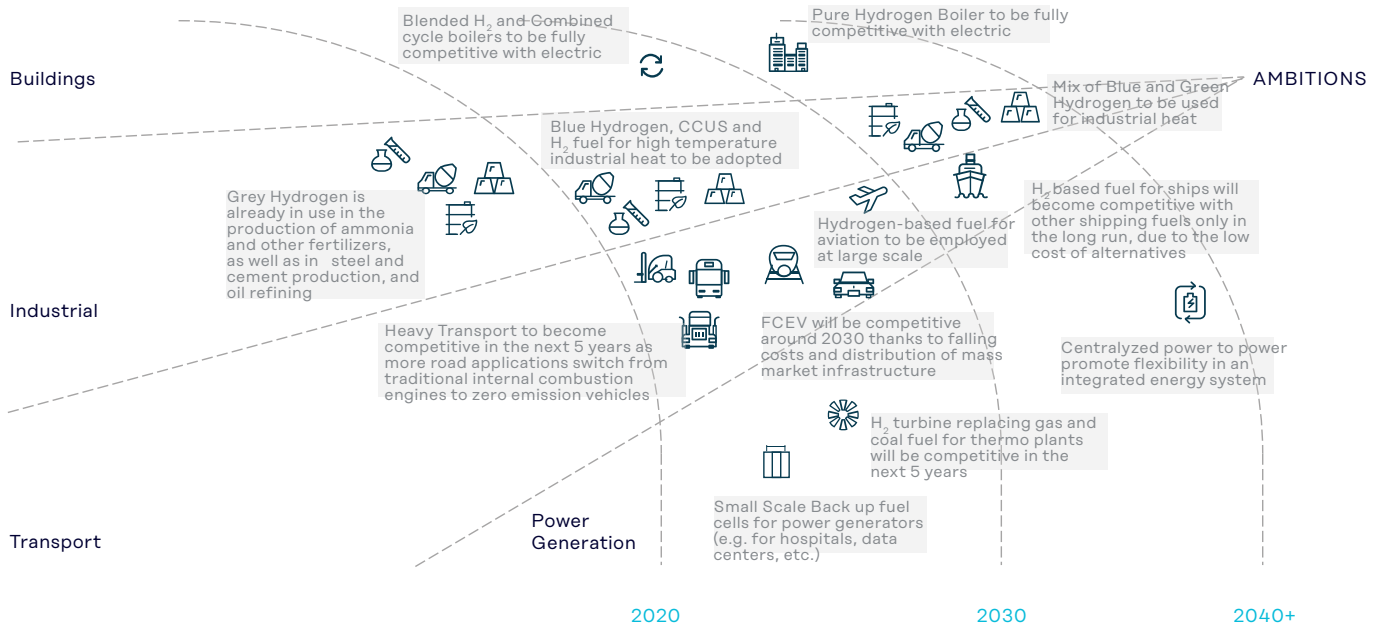 Blended H2 and Combined
cycle boilers to be fully
competitive with electric
Pure Hydrogen Boiler to be fully
competitive with electric
Buildings
AMBITIONS
Mix of Blue and Green
Hydrogen to be used
for industrial heat
Blue Hydrogen, CCUS and
H2 fuel for high temperature
industrial heat to be adopted
Grey Hydrogen is
already in use in the
production of ammonia
and other fertilizers,
as well as in steel and
cement production, and
oil refining
H2 based fuel for ships will
become competitive with
other shipping fuels only in
the long run, due to the low
cost of alternatives
Hydrogen-based fuel for
aviation to be employed
at large scale
Industrial
Heavy Transport to become
competitive in the next 5 years as
more road applications switch from
traditional internal combustion
engines to zero emission vehicles
FCEV will be competitive
around 2030 thanks to falling
costs and distribution of mass
market infrastructure
Centralyzed power to power
promote flexibility in an
integrated energy system
H2 turbine replacing gas and
coal fuel for thermo plants
will be competitive in the
next 5 years
Small Scale Back up fuel
cells for power generators
(e.g. for hospitals, data
centers, etc.)
Power
Generation
Transport
2020
2030
2040+